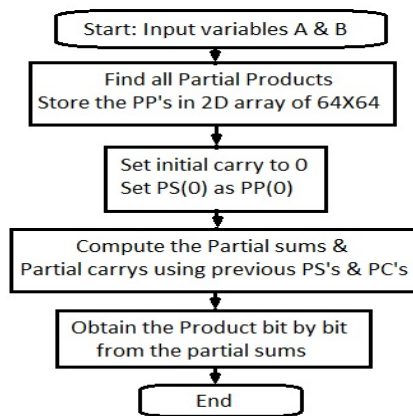 Start: Input variables A & B
Find all Partial Products
Store the PP's in 2D array of 64X64
Set initial carry to 0
Set PS(0) as PP(0)
Compute the Partial sums &
Partial carrys using previous PS's & PC's
Obtain the Product bit by bit
from the partial sums
End